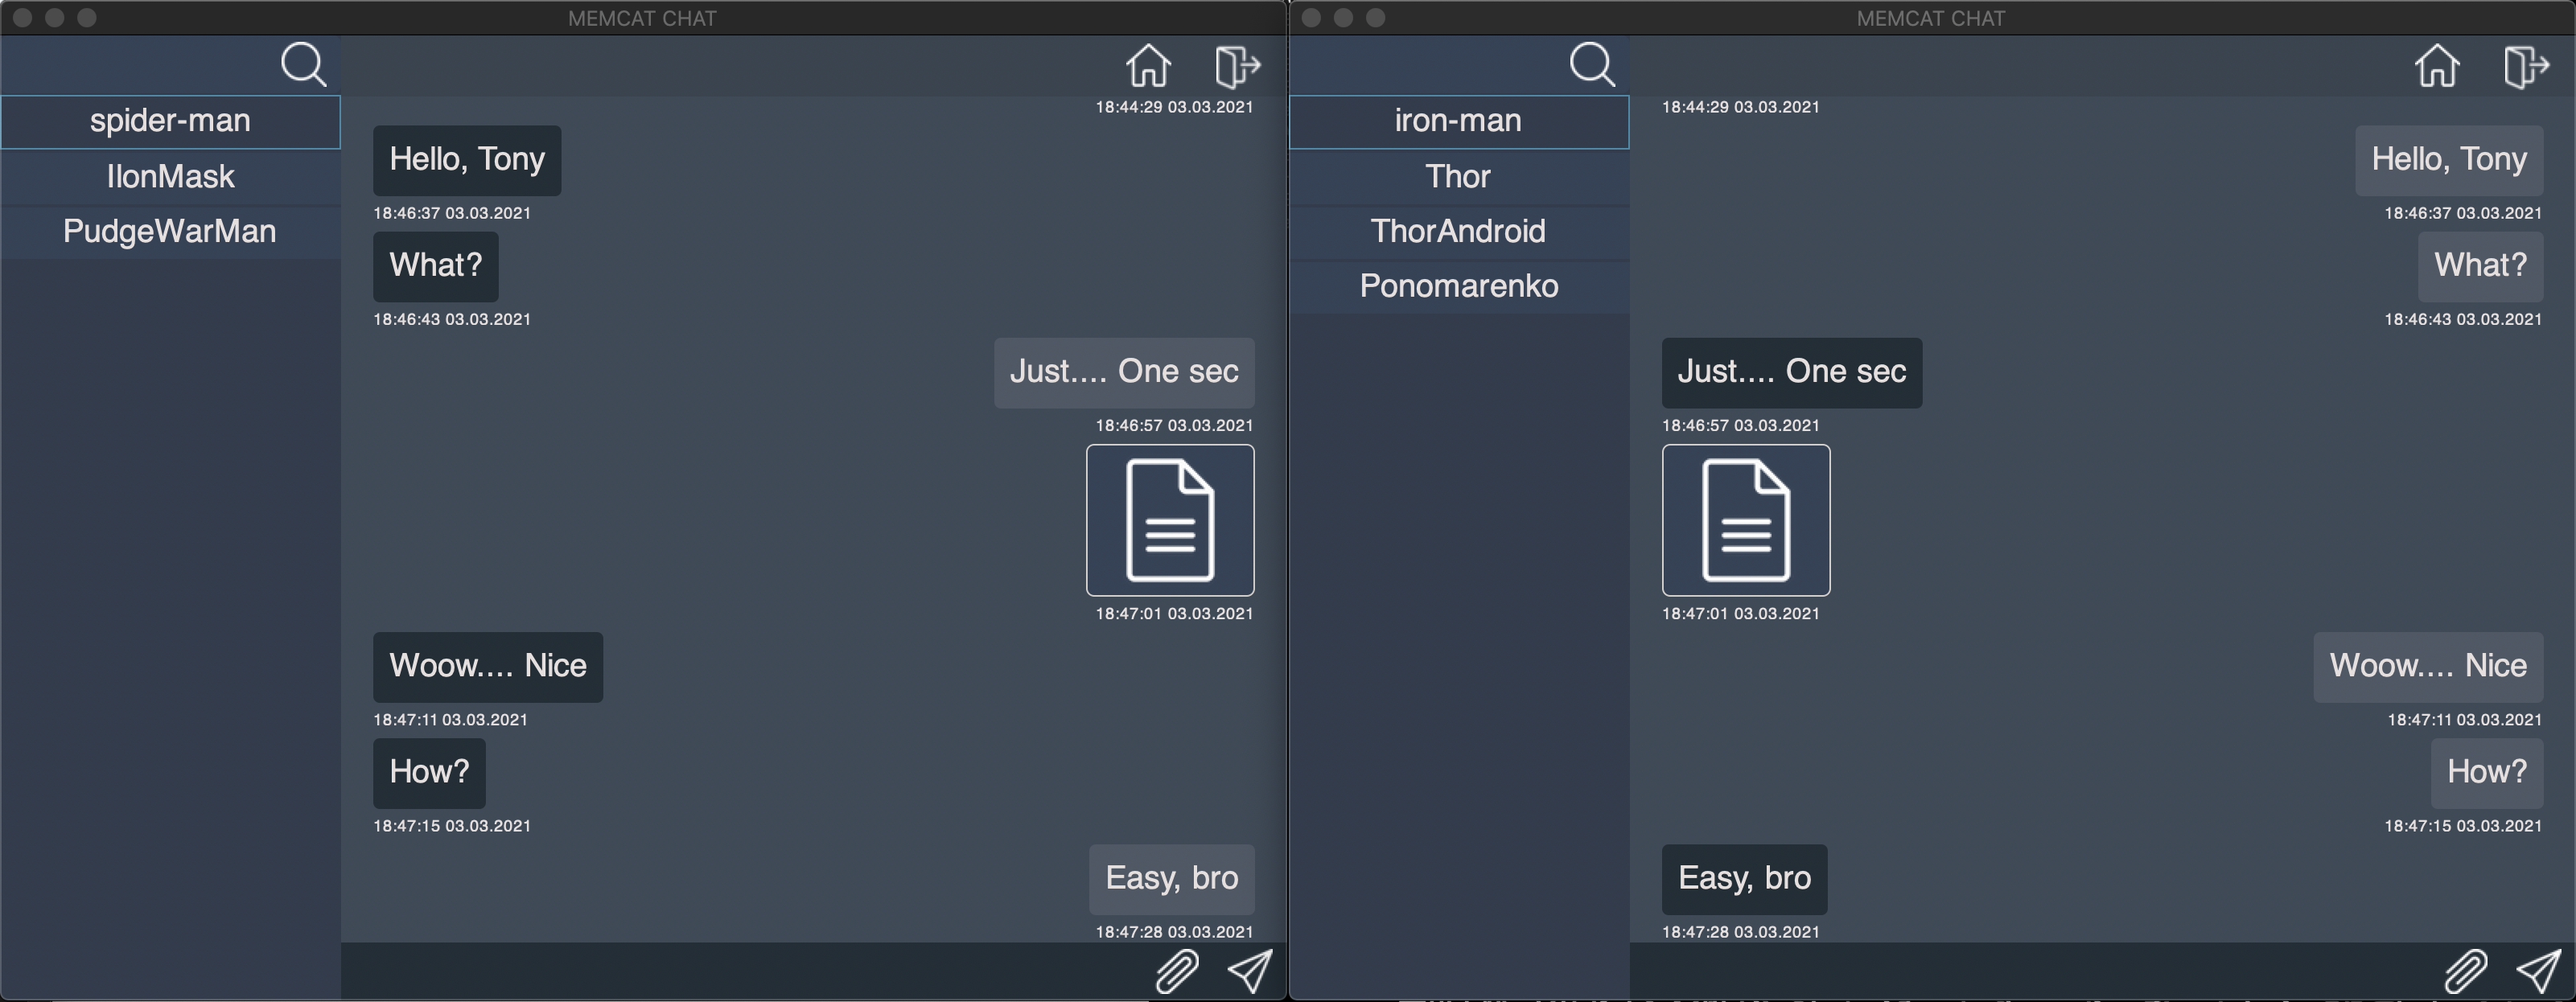 MEMCAT CHAT
spider-man
IlonMask
PudgeWarMan
18:44:29 03.03.2021
Hello, Tony
18:46:37 03.03.2021
What?
18:46:43 03.03.2021
Just.... One sec
18:46:57 03.03.2021
18:47:01 03.03.2021
Woow.... Nice
18:47:11 03.03.2021
How?
18:47:15 03.03.2021
Easy, bro
18:47:28 03.03.2021
MEMCAT CHAT
iron-man
Thor
ThorAndroid
Ponomarenko
18:44:29 03.03.2021
Hello, Tony
18:46:37 03.03.2021
What?
18:46:43 03.03.2021
Just.... One sec
18:46:57 03.03.2021
18:47:01 03.03.2021
Woow.... Nice
18:47:11 03.03.2021
How?
18:47:15 03.03.2021
Easy, bro
18:47:28 03.03.2021